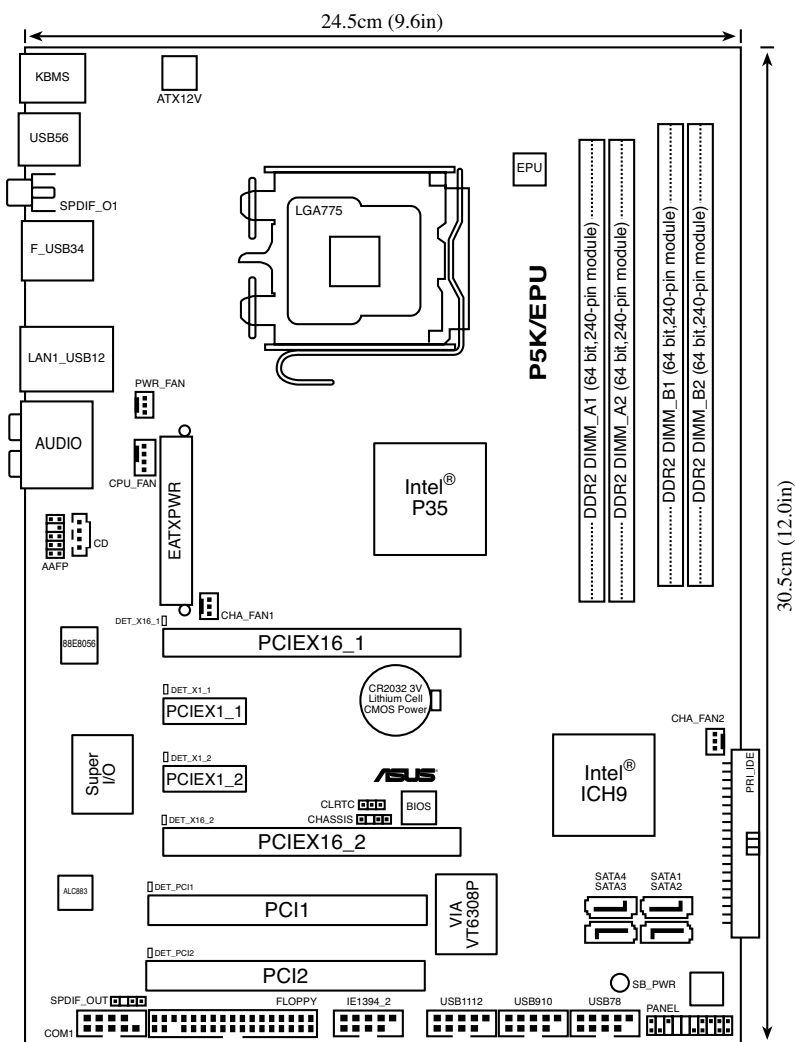 24.5cm (9.6in)
KBMS
ATX12V
USB56
SPDIF_O1
F_USB34
LGA775
EPU
P5K/EPU
DDR2 DIMM_A1 (64 bit,240-pin module)
DDR2 DIMM_A2 (64 bit,240-pin module)
DDR2 DIMM_B1 (64 bit,240-pin module)
DDR2 DIMM_B2 (64 bit,240-pin module)
30.5cm (12.0in)
LAN1_USB12
PWR_FAN
AUDIO
CPU_FAN
EATXPWR
Intel®
P35
CD
AAFP
CHA_FAN1
DET_X16_1
PCIEX16_1
88E8056
CR2032 3V
Lithium Cell
CMOS Power
DET_X1_1
PCIEX1_1
CHA_FAN2
PRI_IDE
Super
I/O
DET_X1_2
PCIEX1_2
ASUS
Intel®
ICH9
CLRTC
CHASSIS
BIOS
DET_X16_2
PCIEX16_2
SATA4
SATA3
SATA1
SATA2
ALC883
DET_PCI1
PCI1
VIA
VT6308P
DET_PCI2
PCI2
SB_PWR
SPDIF_OUT
FLOPPY
IE1394_2
USB1112
USB910
USB78
PANEL
COM1